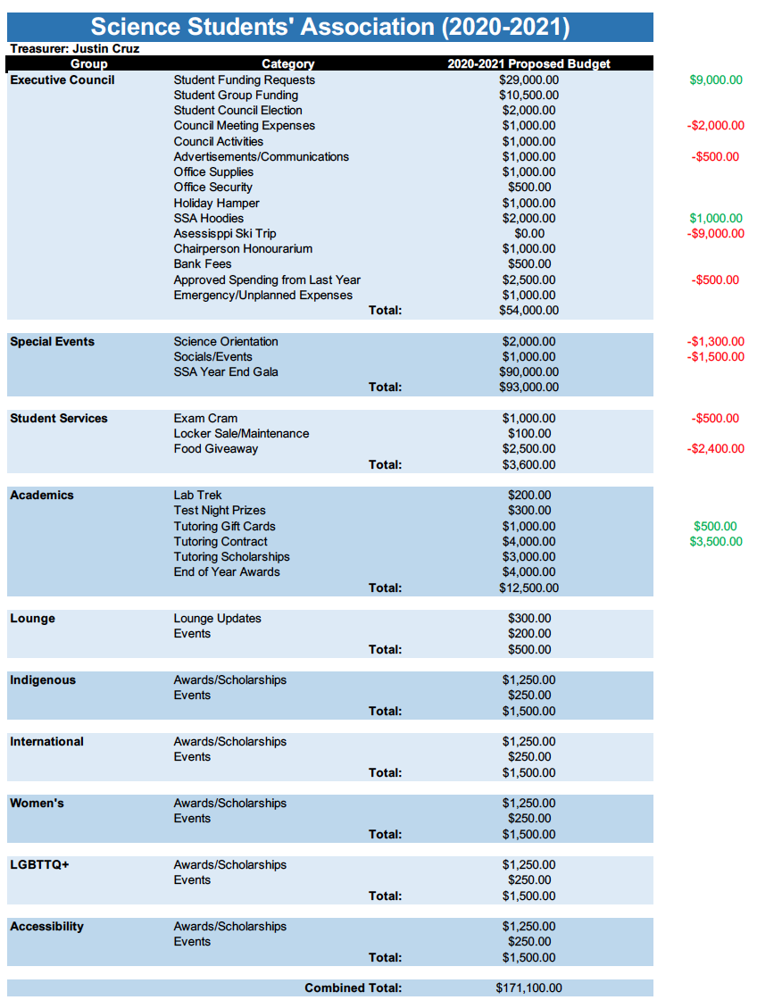 Science Students' Association (2020-2021)
Treasurer: Justin Cruz
Group Category 2020-2021 Proposed Budget
Executive Council Student Funding Requests $29,000.00 $9,000.00
Student Group Funding $10,500.00
Student Council Election $2,000.00
Council Meeting Expenses $1,000.00 -$2,000.00
Council Activities $1,000.00
Advertisements/Communications $1,000.00 -$500.00
Office Supplies $1,000.00
Office Security $500.00
Holiday Hamper $1,000.00
SSA Hoodies $2,000.00 $1,000.00
Asessisppi Ski Trip $0.00 -$9,000.00
Chairperson Honourarium $1,000.00
Bank Fees $500.00
Approved Spending from Last Year $2,500.00 -$500.00
Emergency/Unplanned Expenses $1,000.00
Total: $54,000.00
Special Events Science Orientation $2,000.00 -$1,300.00
Socials/Events $1,000.00 -$1,500.00
SSA Year End Gala $90,000.00
Total: $93,000.00
Student Services Exam Cram $1,000.00 -$500.00
Locker Sale/Maintenance $100.00
Food Giveaway $2,500.00 -$2,400.00
Total: $3,600.00
Academics Lab Trek $200.00
Test Night Prizes $300.00
Tutoring Gift Cards $1,000.00 $500.00
Tutoring Contract $4,000.00 $3,500.00
Tutoring Scholarships $3,000.00
End of Year Awards $4,000.00
Total: $12,500.00
Lounge Lounge Updates $300.00
Events $200.00
Total: $500.00
Indigenous Awards/Scholarships $1,250.00
Events $250.00
Total: $1,500.00
International Awards/Scholarships $1,250.00
Events $250.00
Total: $1,500.00
Women's Awards/Scholarships $1,250.00
Events $250.00
Total: $1,500.00
LGBTTQ+ Awards/Scholarships $1,250.00
Events $250.00
Total: $1,500.00
Accessibility Awards/Scholarships $1,250.00
Events $250.00
Total: $1,500.00
Combined Total: $171,100.00